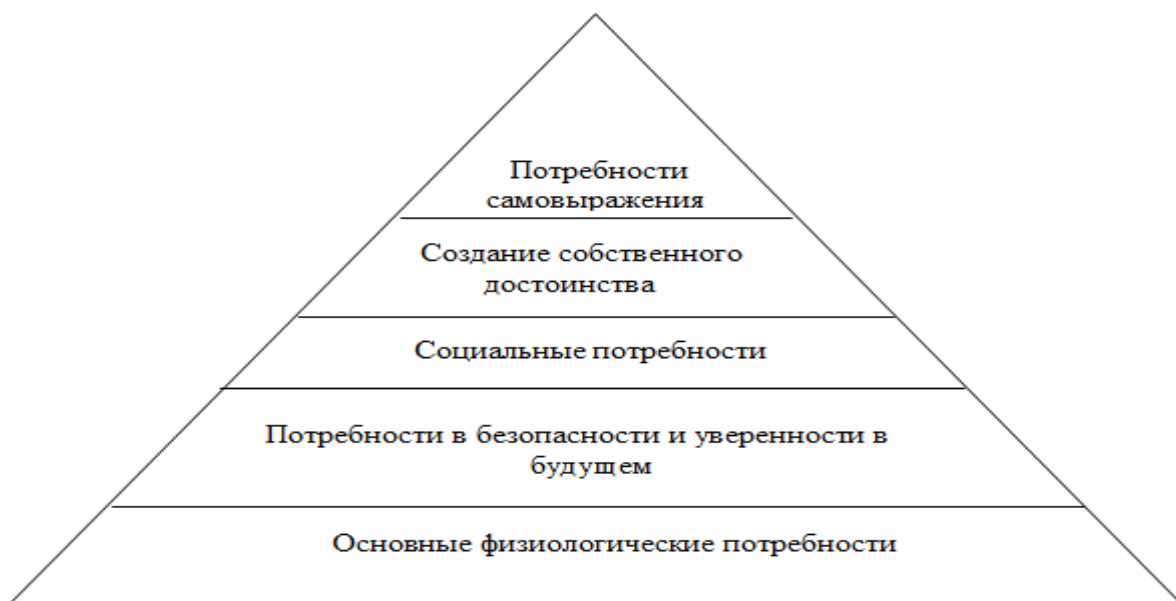 Потребности
самовыражения
Создание собственного
достоинства
Социальные потребности
Потребности в безопасности и уверенности в
будущем
Основные физиологические потребности